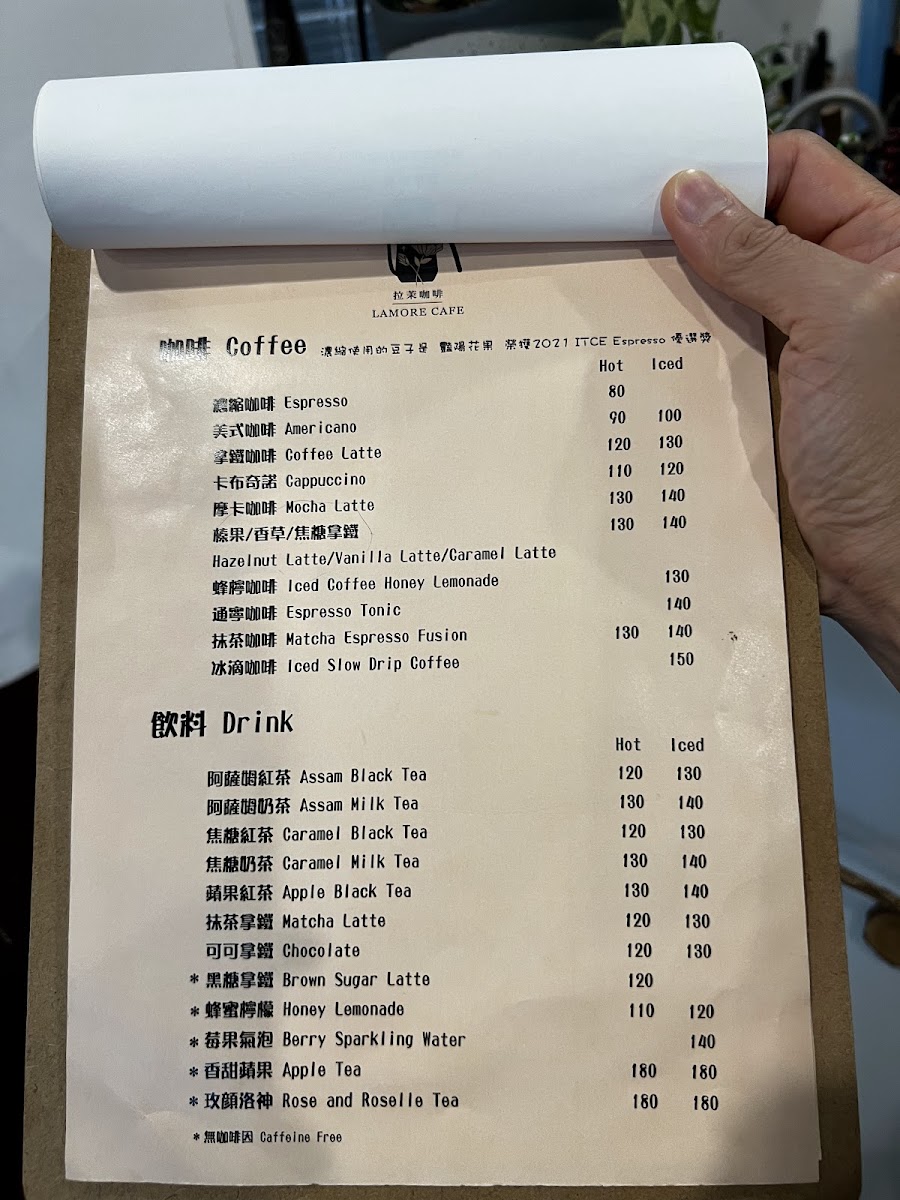 拉茉咖啡
LAMORE CAFE
咖啡 Coffee 濃縮使用的豆子是 豔陽花果 榮獲2021 ITCE Espresso 優選獎
Hot Iced
濃縮咖啡 Espresso 80
美式咖啡 Americano 90 100
拿鐵咖啡 Coffee Latte 120 130
卡布奇諾 Cappuccino 110 120
摩卡咖啡 Mocha Latte 130 140
榛果/香草/焦糖拿鐵 130 140
Hazelnut Latte/Vanilla Latte/Caramel Latte
蜂檸咖啡 Iced Coffee Honey Lemonade 130
通寧咖啡 Espresso Tonic 140
抹茶咖啡 Matcha Espresso Fusion 130 140
冰滴咖啡 Iced Slow Drip Coffee 150
飲料 Drink
Hot Iced
阿薩姆紅茶 Assam Black Tea 120 130
阿薩姆奶茶 Assam Milk Tea 130 140
焦糖紅茶 Caramel Black Tea 120 130
焦糖奶茶 Caramel Milk Tea 130 140
蘋果紅茶 Apple Black Tea 130 140
抹茶拿鐵 Matcha Latte 120 130
可可拿鐵 Chocolate 120 130
*黑糖拿鐵 Brown Sugar Latte 120
*蜂蜜檸檬 Honey Lemonade 110 120
*莓果氣泡 Berry Sparkling Water 140
*香甜蘋果 Apple Tea 180 180
*玫顏洛神 Rose and Roselle Tea 180 180
*無咖啡因 Caffeine Free